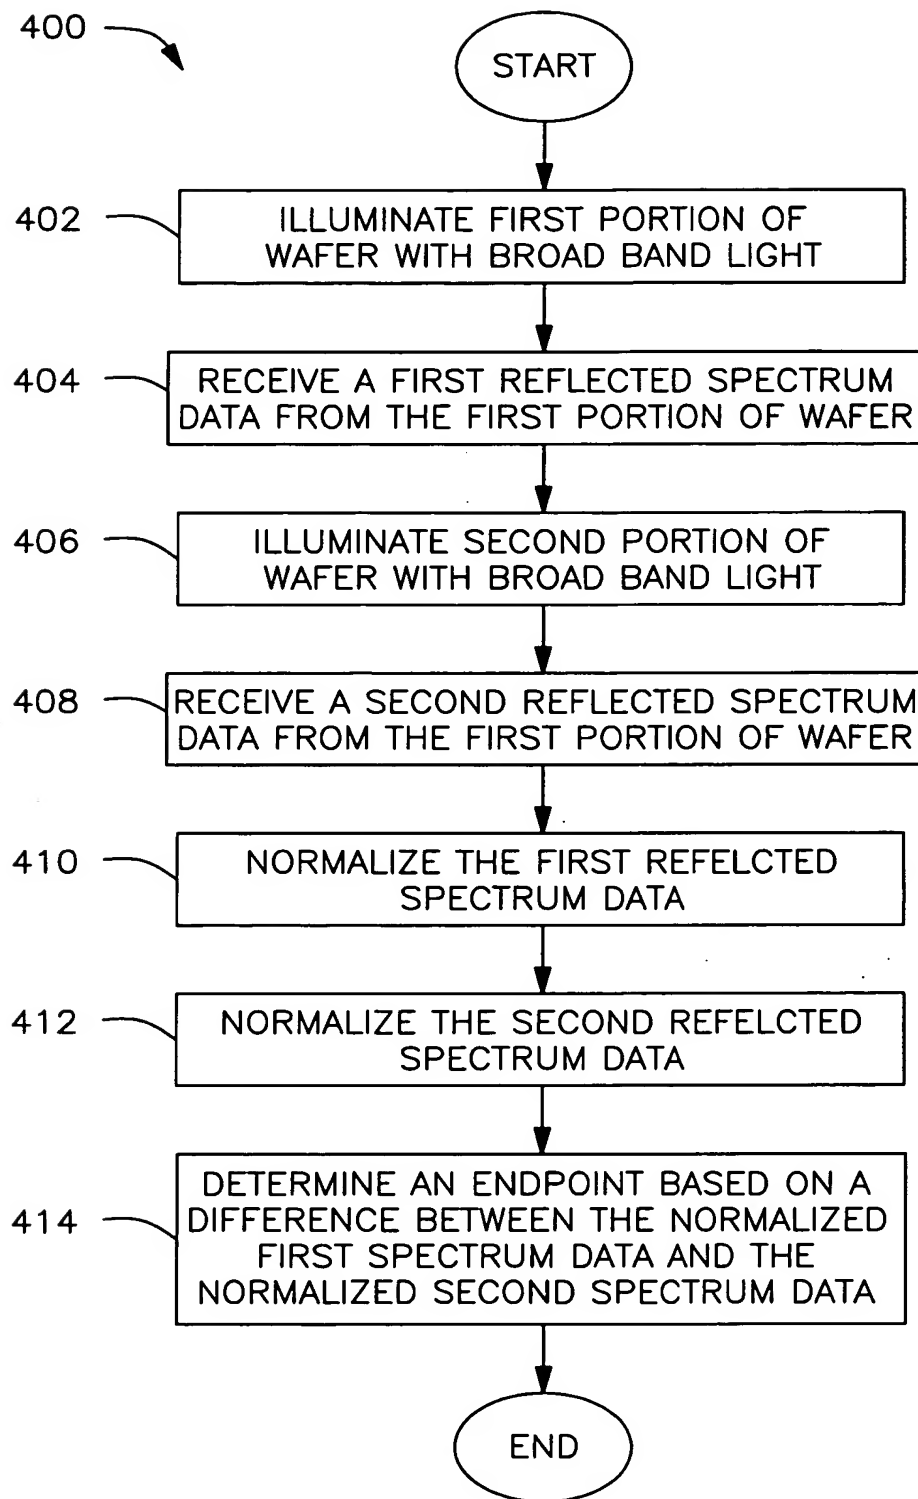 400
START
402
ILLUMINATE FIRST PORTION OF
WAFER WITH BROAD BAND LIGHT
404
RECEIVE A FIRST REFLECTED SPECTRUM
DATA FROM THE FIRST PORTION OF WAFER
406
ILLUMINATE SECOND PORTION OF
WAFER WITH BROAD BAND LIGHT
408
RECEIVE A SECOND REFLECTED SPECTRUM
DATA FROM THE FIRST PORTION OF WAFER
410
NORMALIZE THE FIRST REFELCTED
SPECTRUM DATA
412
NORMALIZE THE SECOND REFELCTED
SPECTRUM DATA
414
DETERMINE AN ENDPOINT BASED ON A
DIFFERENCE BETWEEN THE NORMALIZED
FIRST SPECTRUM DATA AND THE
NORMALIZED SECOND SPECTRUM DATA
END